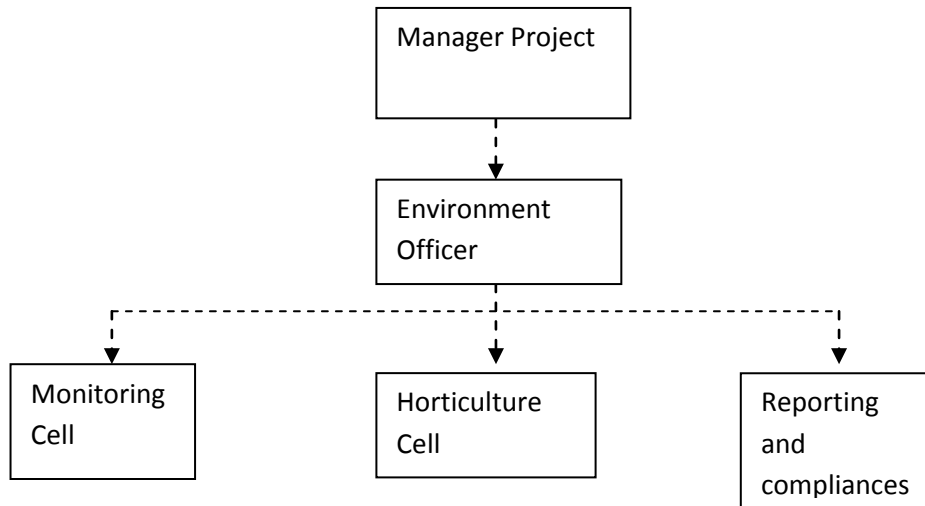 Manager Project
Environment
Officer
Monitoring
Cell
Horticulture
Cell
Reporting
and
compliances